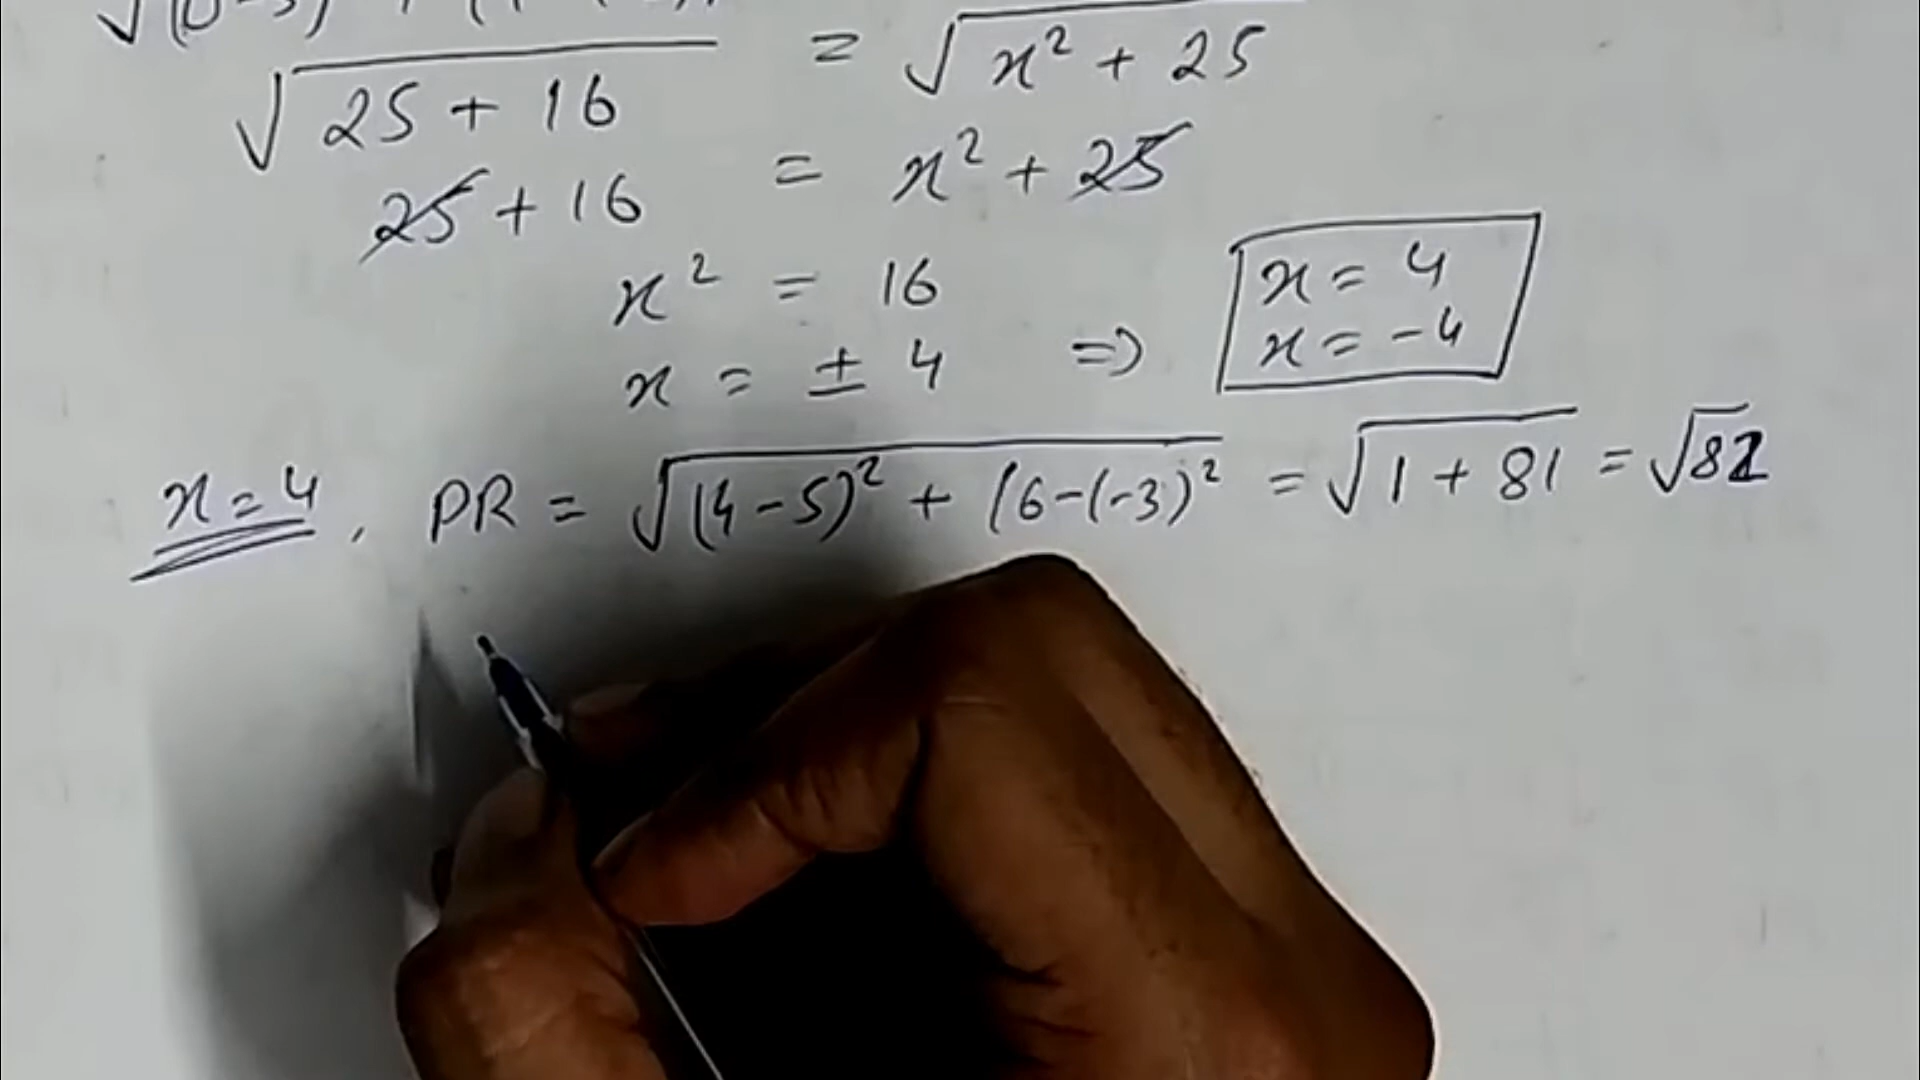 √25 + 16 = √x² + 25
25 + 16 = x² + 25
x² = 16
x = ± 4 ⇒ x = 4
x = -4
x = 4, PR = √(4-5)² + (6-(-3)² = √1 + 81 = √82